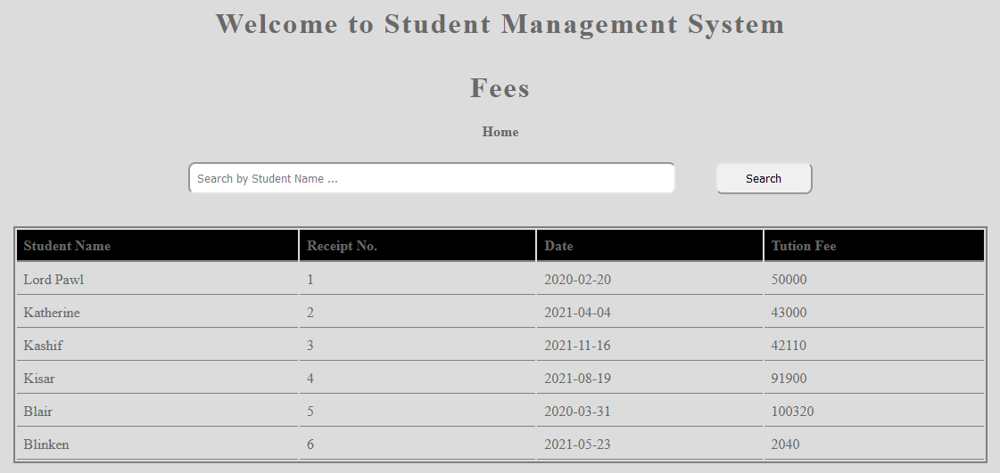 Welcome to Student Management System
Fees
Home
Search by Student Name ... Search
Student Name Receipt No. Date Tution Fee
Lord Pawl 1 2020-02-20 50000
Katherine 2 2021-04-04 43000
Kashif 3 2021-11-16 42110
Kisar 4 2021-08-19 91900
Blair 5 2020-03-31 100320
Blinken 6 2021-05-23 2040